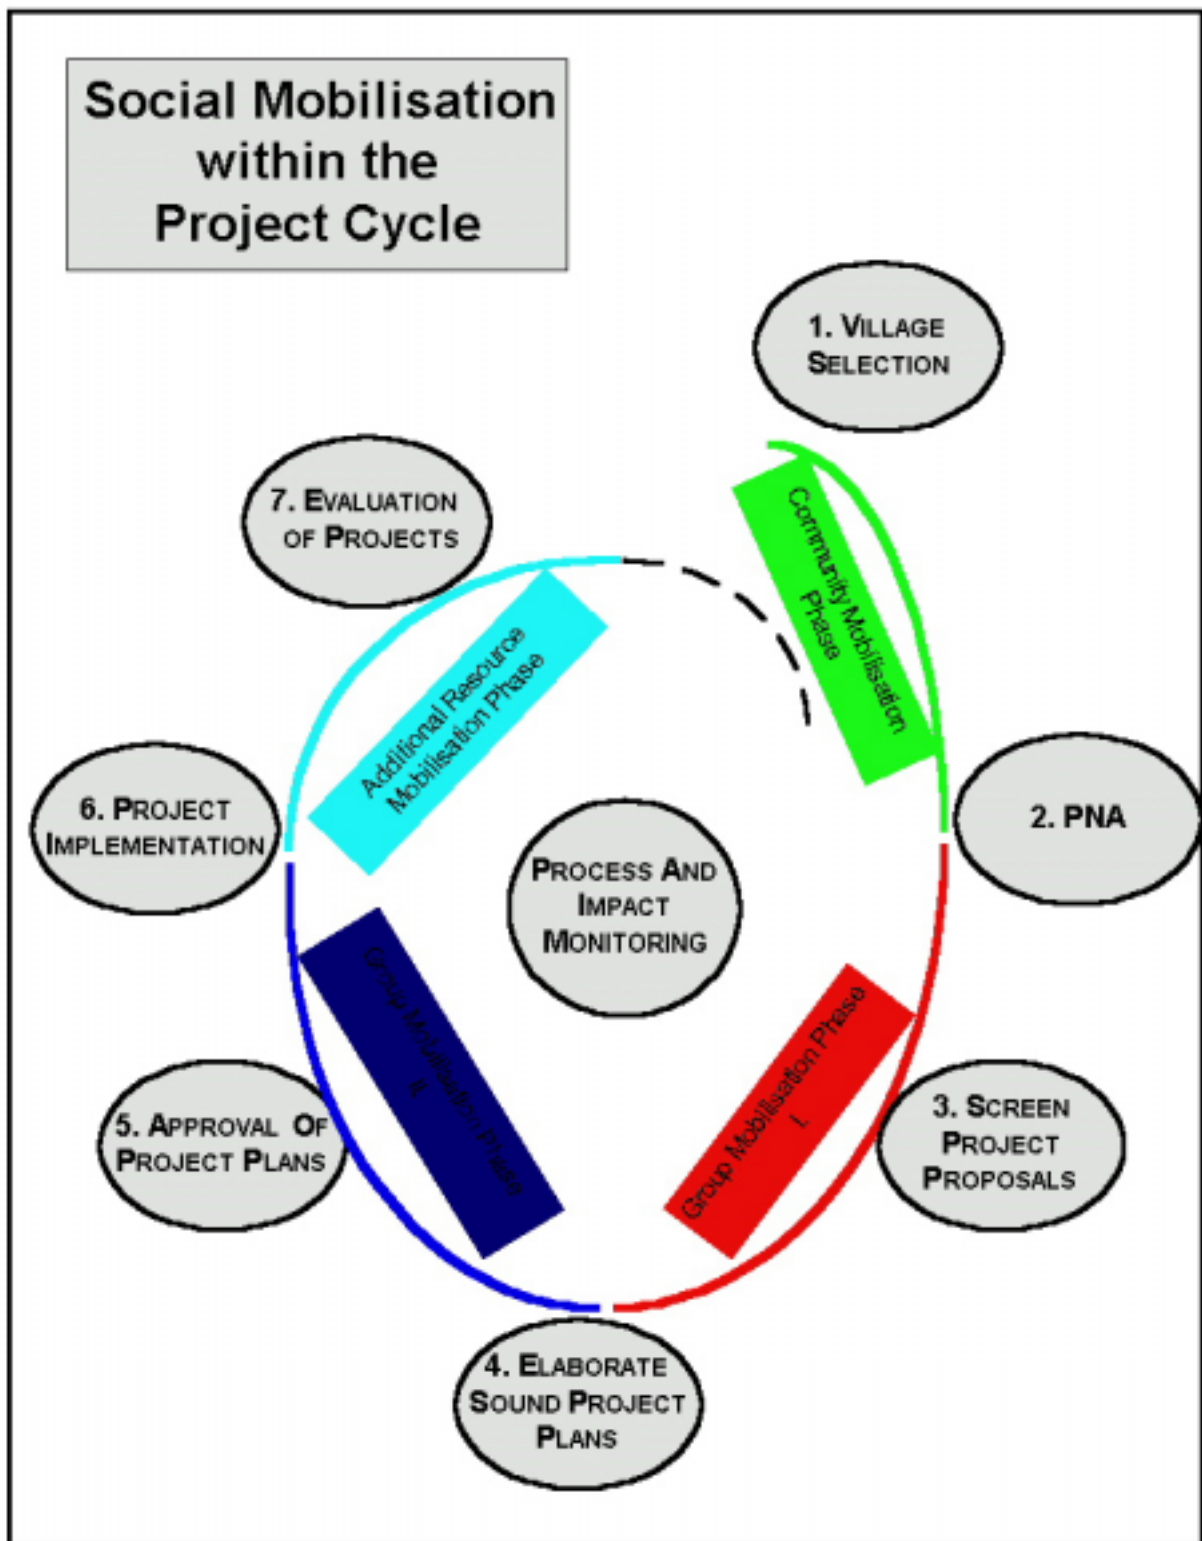 Social Mobilisation
within the
Project Cycle
1. VILLAGE
SELECTION
7. EVALUATION
OF PROJECTS
Community Mobilisation
Phase
Additional Resource
Mobilisation Phase
6. PROJECT
IMPLEMENTATION
2. PNA
PROCESS AND
IMPACT
MONITORING
Group Mobilisation Phase
II.
Group Mobilisation Phase
I.
5. APPROVAL OF
PROJECT PLANS
3. SCREEN
PROJECT
PROPOSALS
4. ELABORATE
SOUND PROJECT
PLANS